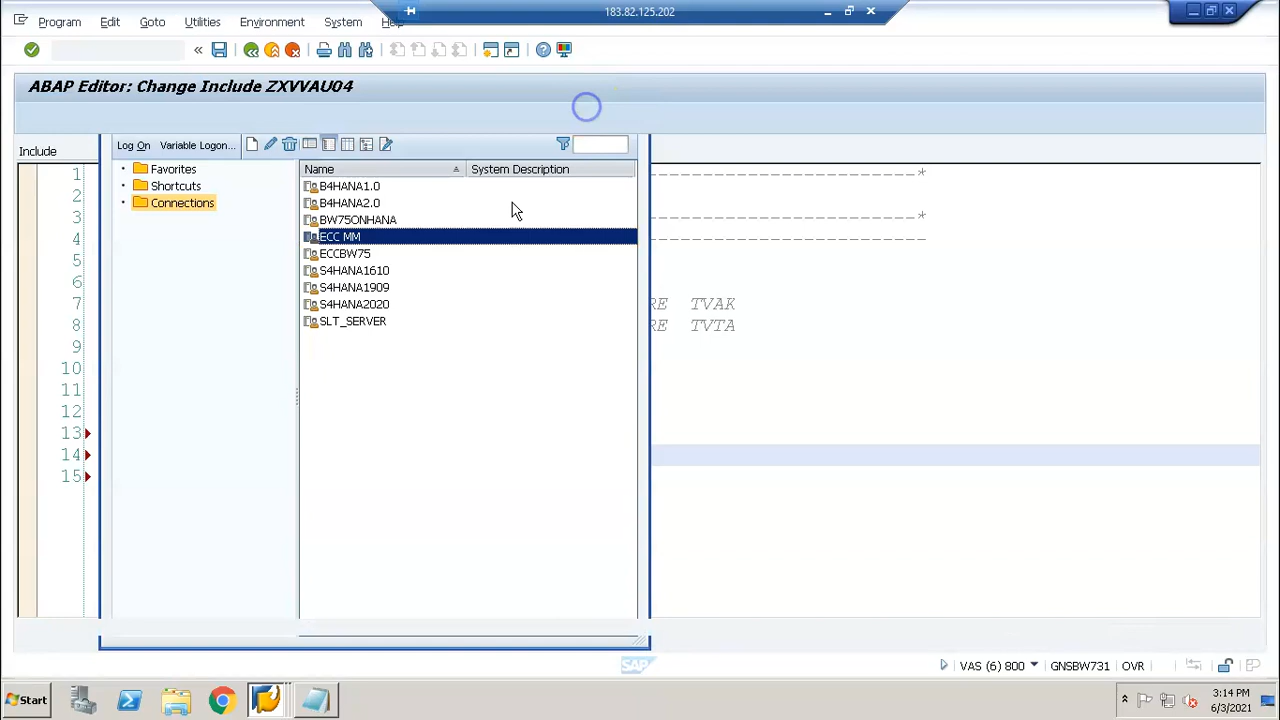 183.82.125.202
Program Edit Goto Utilities Environment System Help
«
ABAP Editor: Change Include ZXVVAU04
Include
Log On Variable Logon...
Favorites
Shortcuts
Connections
Name System Description
B4HANA1.0
B4HANA2.0
BW75ONHANA
ECC MM
ECCBW75
S4HANA1610
S4HANA1909
S4HANA2020
SLT_SERVER
1 -----------------------*
2
3 -----------------------*
4 -----------------------
5
6
7 RE TVAK
8 RE TVTA
9
10
11
12
13
14
15
SAP
VAS (6) 800 GNSBW731 OVR
Start
3:14 PM
6/3/2021